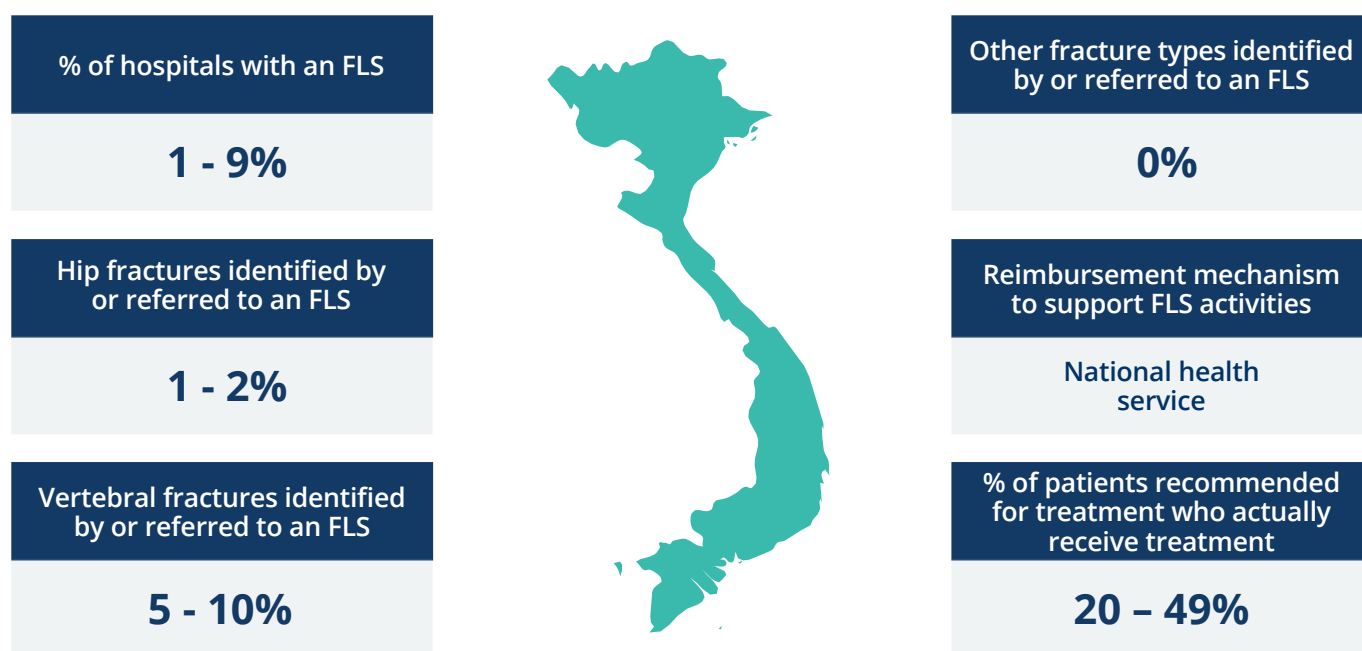 % of hospitals with an FLS
1 - 9%
Hip fractures identified by
or referred to an FLS
1 - 2%
Vertebral fractures identified
by or referred to an FLS
5 - 10%
Other fracture types identified
by or referred to an FLS
0%
Reimbursement mechanism
to support FLS activities
National health
service
% of patients recommended
for treatment who actually
receive treatment
20 – 49%